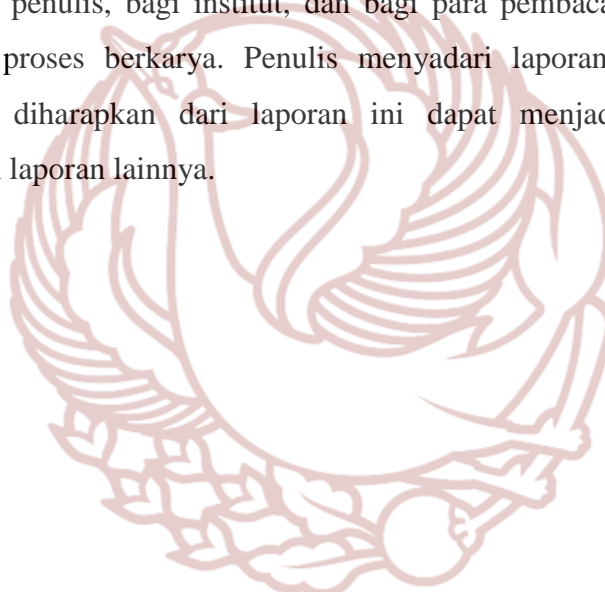 penulis, bagi institut, dan bagi para pembaca
proses berkarya. Penulis menyadari laporan
diharapkan dari laporan ini dapat menjad
laporan lainnya.